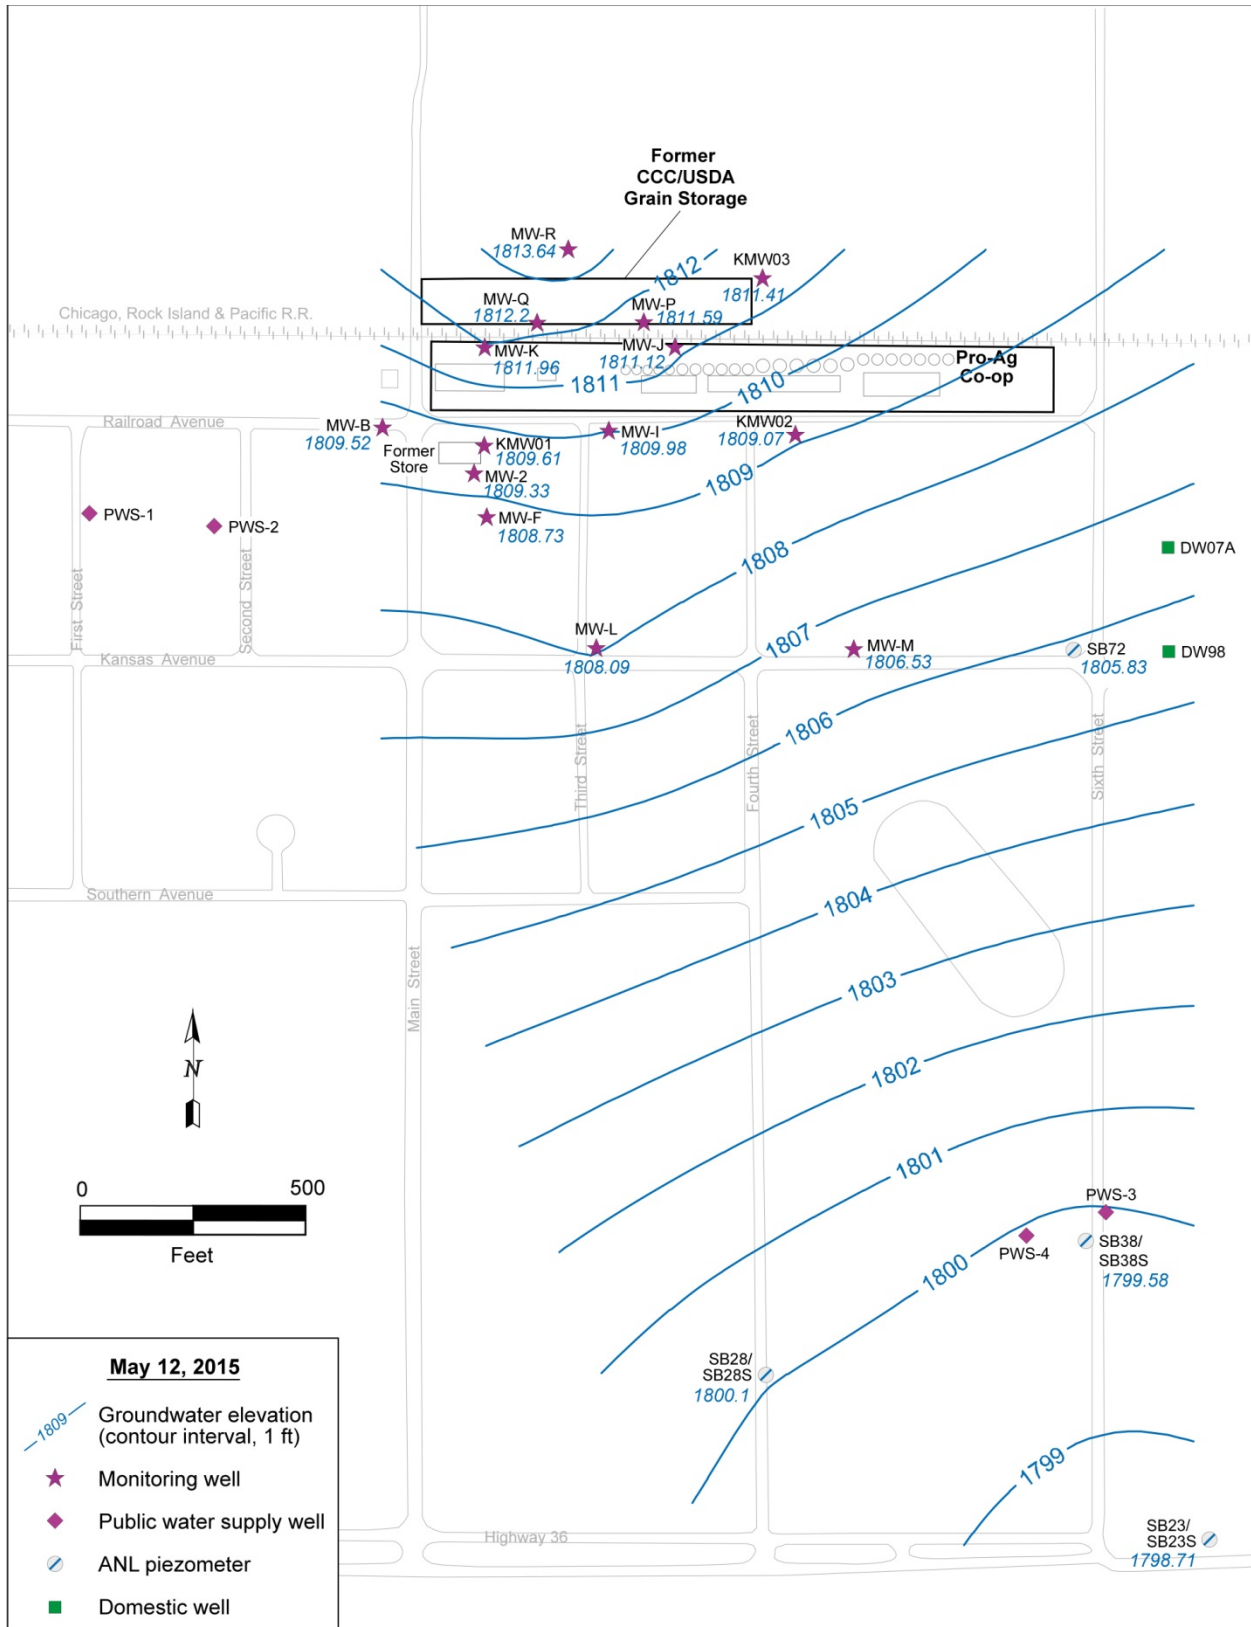 Former
CCC/USDA
Grain Storage
MW-R
1813.64
1812
KMW03
1811.41
Chicago, Rock Island & Pacific R.R.
MW-Q
1812.2
MW-P
1811.59
MW-K
1811.96
MW-J
1811.12
1811
1810
Pro-Ag
Co-op
Railroad Avenue
MW-B
1809.52
Former
Store
KMW01
1809.61
MW-2
1809.33
MW-I
1809.98
KMW02
1809.07
1809
MW-F
1808.73
PWS-1
PWS-2
1808
DW07A
First Street
Second Street
MW-L
1808.09
1807
MW-M
1806.53
SB72
1805.83
DW98
Kansas Avenue
1806
Third Street
Fourth Street
Sixth Street
1805
Southern Avenue
1804
Main Street
1803
N
1802
1801
0 500
Feet
PWS-3
PWS-4
SB38/
SB38S
1799.58
1800
SB28/
SB28S
1800.1
1799
Highway 36
SB23/
SB23S
1798.71
May 12, 2015
1809
Groundwater elevation
(contour interval, 1 ft)
Monitoring well
Public water supply well
ANL piezometer
Domestic well